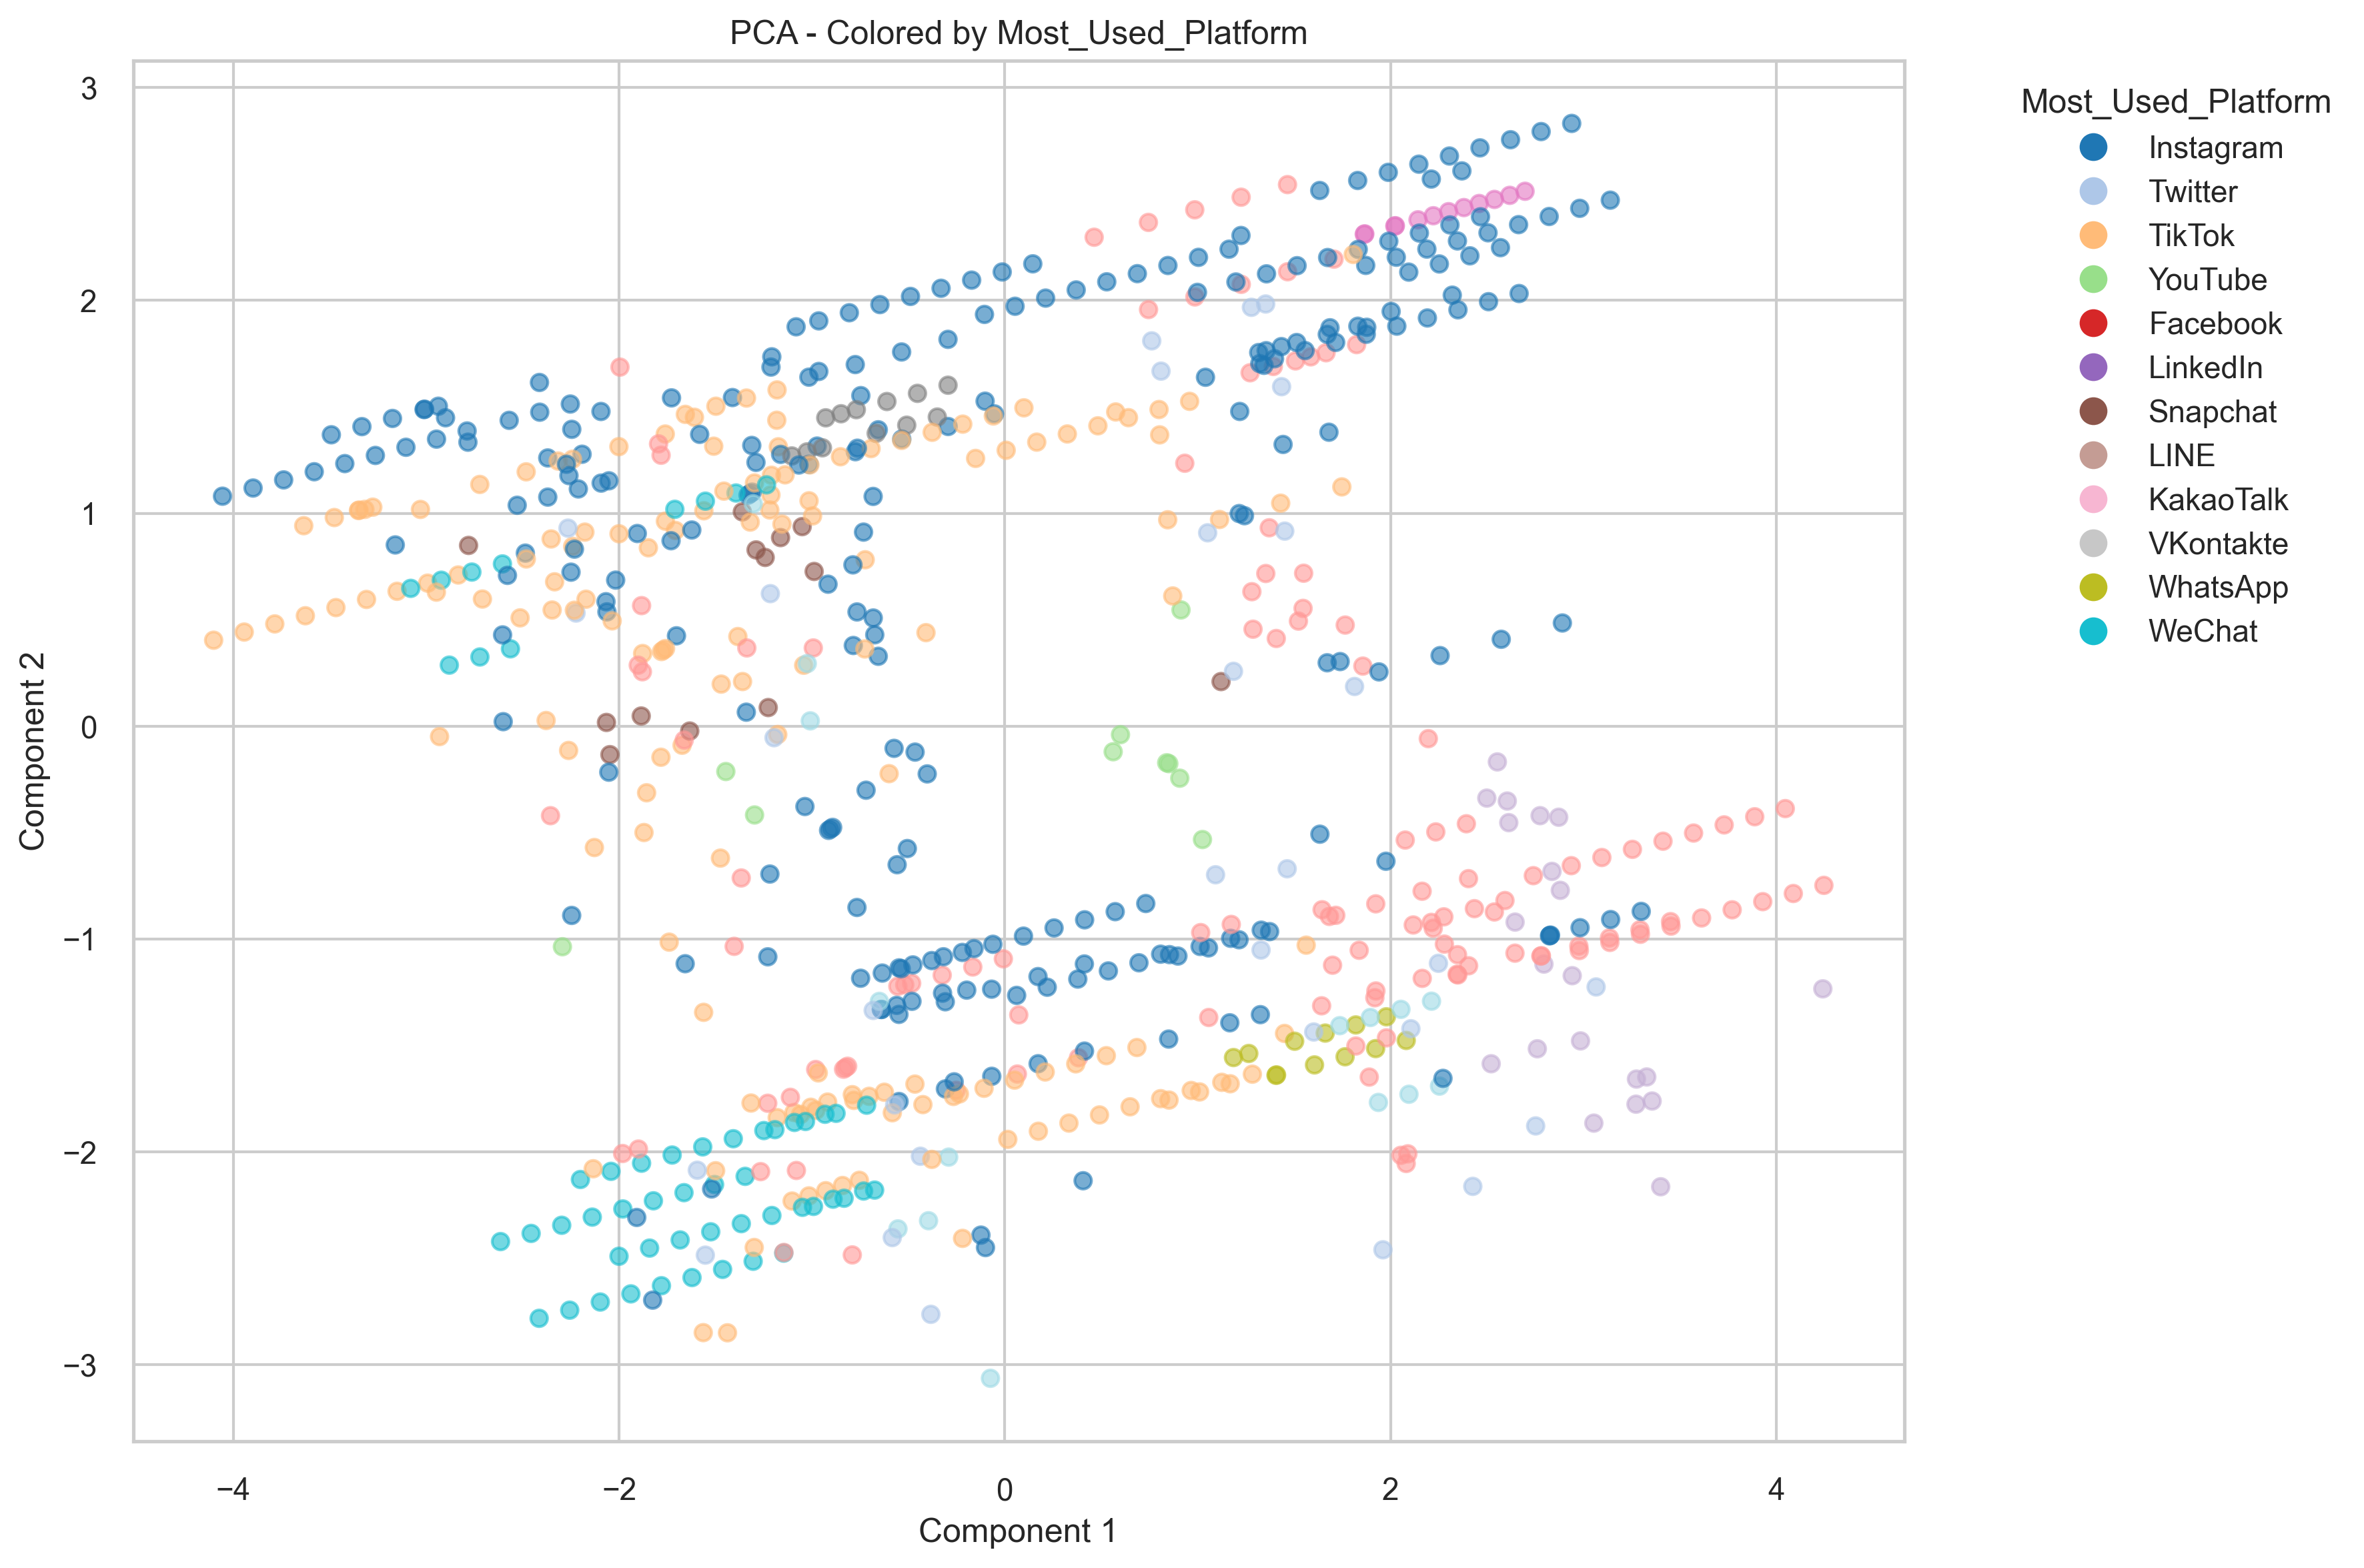 PCA - Colored by Most_Used_Platform
3
2
1
0
−1
−2
−3
Component 2
−4
−2
0
2
4
Component 1
Most_Used_Platform
Instagram
Twitter
TikTok
YouTube
Facebook
LinkedIn
Snapchat
LINE
KakaoTalk
VKontakte
WhatsApp
WeChat